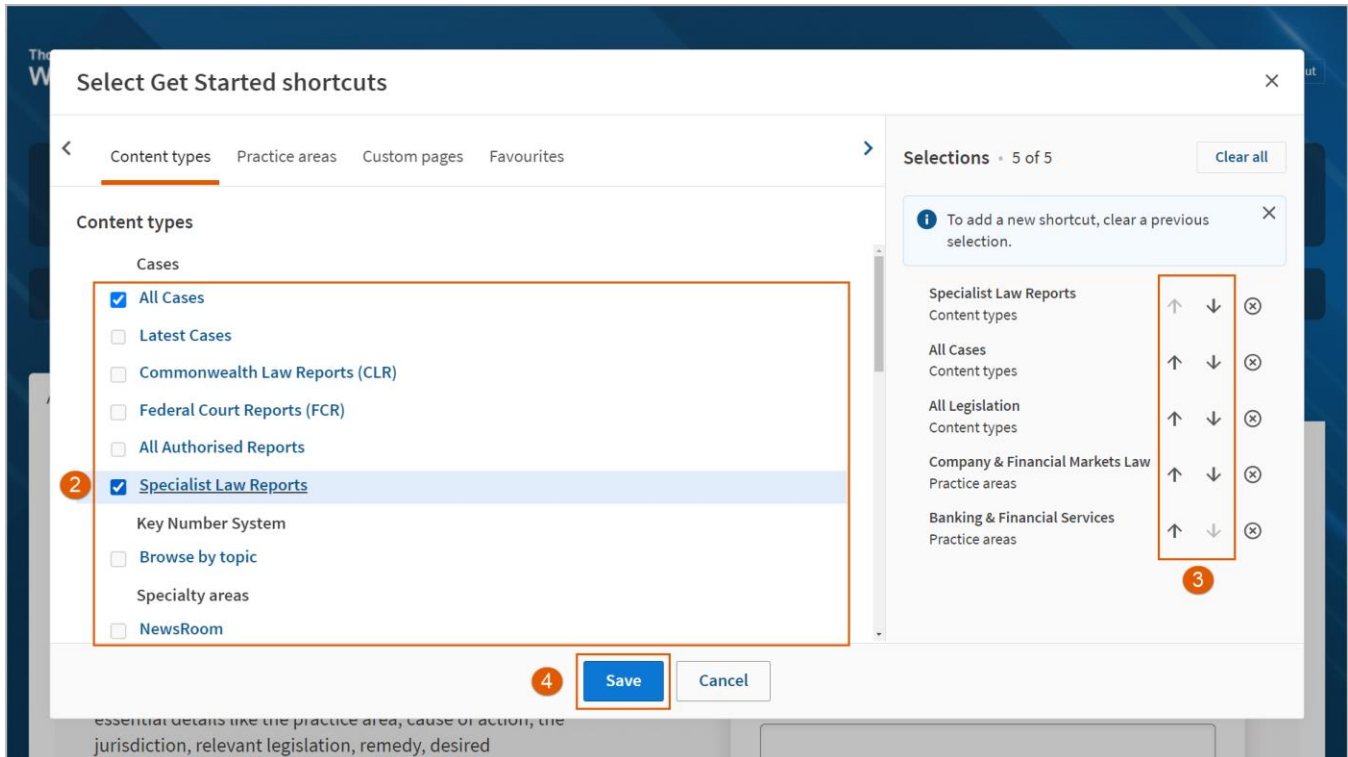 Select Get Started shortcuts
Content types Practice areas Custom pages Favourites
Content types
Cases
All Cases
Latest Cases
Commonwealth Law Reports (CLR)
Federal Court Reports (FCR)
All Authorised Reports
2
Specialist Law Reports
Key Number System
Browse by topic
Specialty areas
NewsRoom
Selections • 5 of 5
Clear all
To add a new shortcut, clear a previous
selection.
Specialist Law Reports
Content types
All Cases
Content types
All Legislation
Content types
Company & Financial Markets Law
Practice areas
Banking & Financial Services
Practice areas
3
4
Save
Cancel
essential details like the practice area, cause of action, the
jurisdiction, relevant legislation, remedy, desired